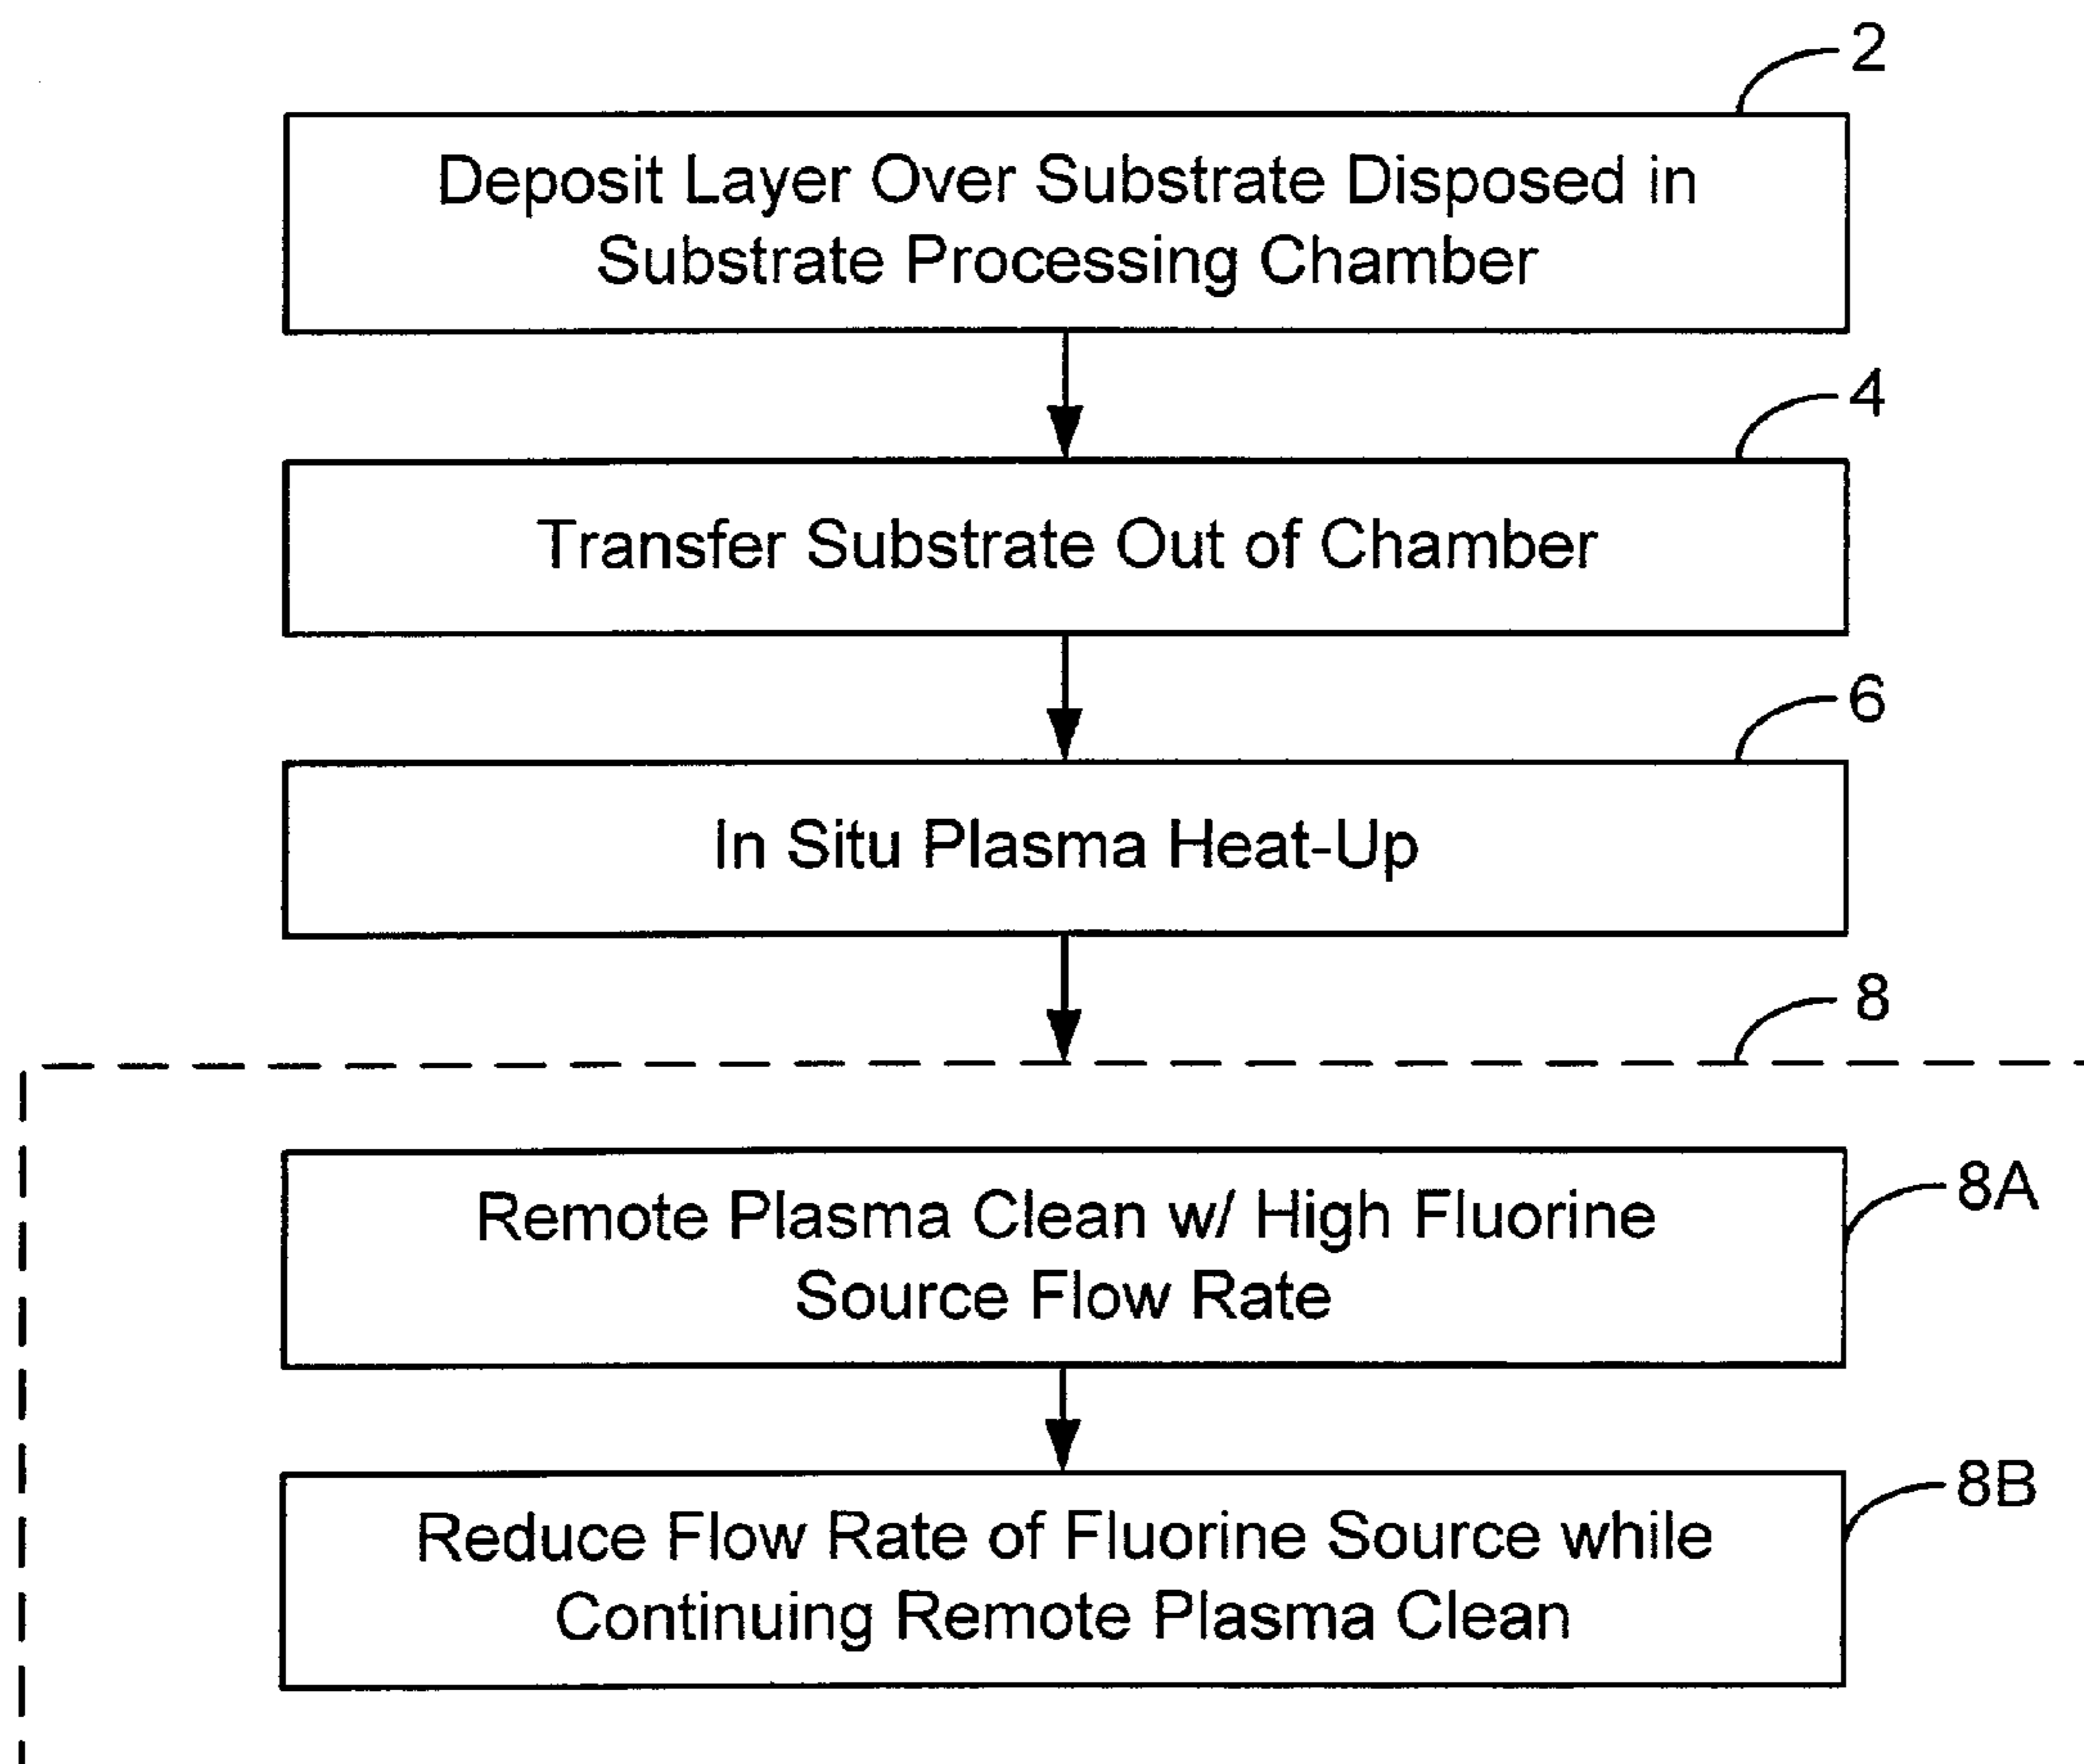 2
Deposit Layer Over Substrate Disposed in
Substrate Processing Chamber
4
Transfer Substrate Out of Chamber
6
In Situ Plasma Heat-Up
8
Remote Plasma Clean w/ High Fluorine
Source Flow Rate
8A
Reduce Flow Rate of Fluorine Source while
Continuing Remote Plasma Clean
8B